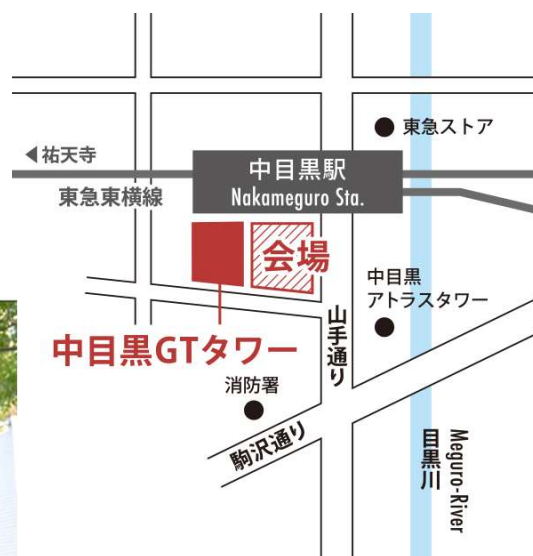 東急ストア
◀祐天寺
中目黒駅
Nakameguro Sta.
東急東横線
会場
中目黒
アトラスタワー
中目黒GTタワー
山手通り
消防署
駒沢通り
目黒川
Meguro-River